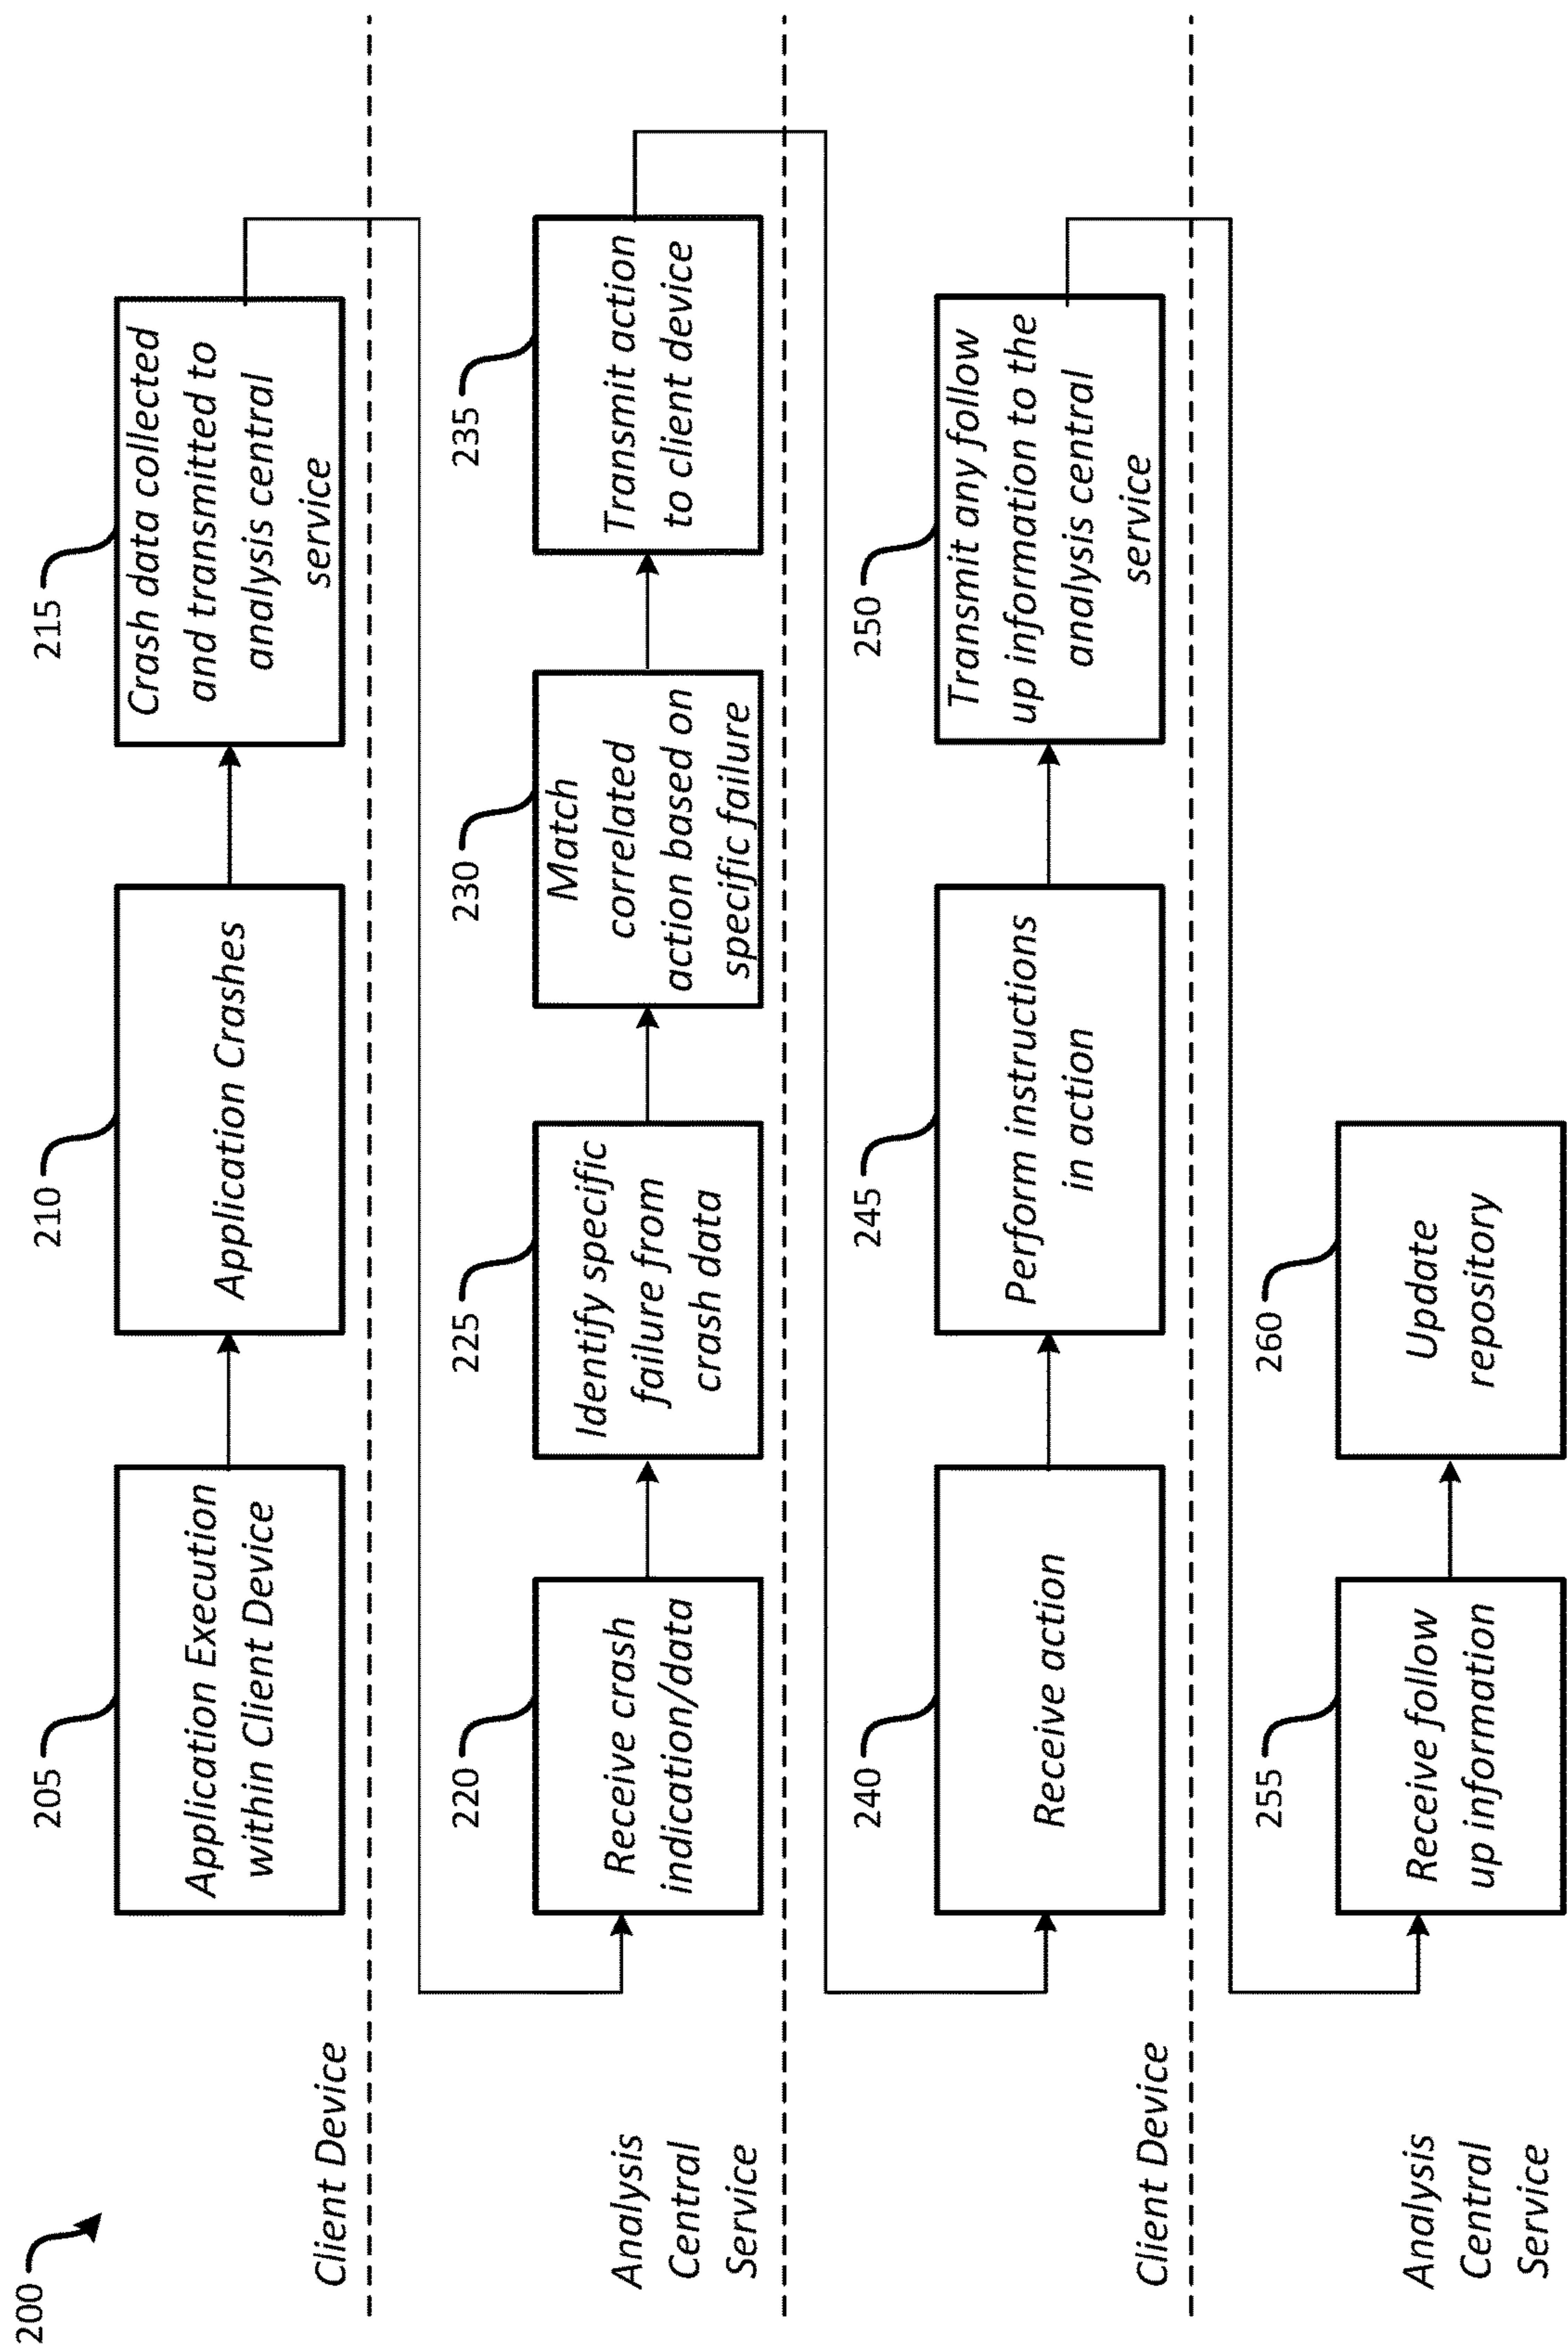 200
205
Application Execution
within Client Device
210
Application Crashes
215
Crash data collected
and transmitted to
analysis central
service
Client Device
220
Receive crash
indication/data
225
Identify specific
failure from
crash data
230
Match
correlated
action based on
specific failure
235
Transmit action
to client device
Analysis
Central
Service
240
Receive action
245
Perform instructions
in action
250
Transmit any follow
up information to the
analysis central
service
Client Device
255
Receive follow
up information
260
Update
repository
Analysis
Central
Service